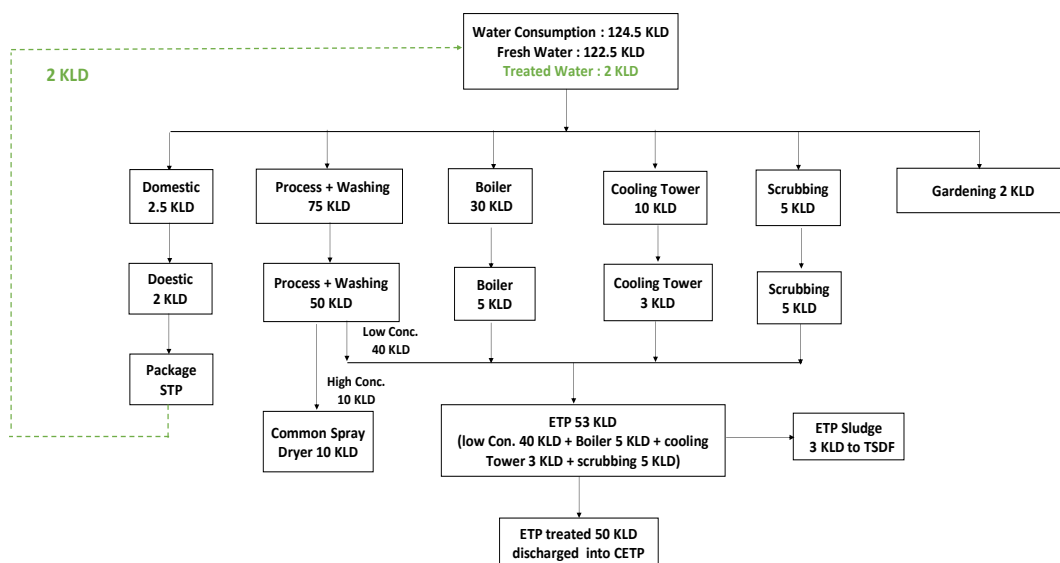 Water Consumption : 124.5 KLD
Fresh Water : 122.5 KLD
Treated Water : 2 KLD
2 KLD
Domestic
2.5 KLD
Process + Washing
75 KLD
Boiler
30 KLD
Cooling Tower
10 KLD
Scrubbing
5 KLD
Gardening 2 KLD
Doestic
2 KLD
Process + Washing
50 KLD
Boiler
5 KLD
Cooling Tower
3 KLD
Scrubbing
5 KLD
Low Conc.
40 KLD
Package
STP
High Conc.
10 KLD
Common Spray
Dryer 10 KLD
ETP 53 KLD
(low Con. 40 KLD + Boiler 5 KLD + cooling
Tower 3 KLD + scrubbing 5 KLD)
ETP Sludge
3 KLD to TSDF
ETP treated 50 KLD
discharged into CETP